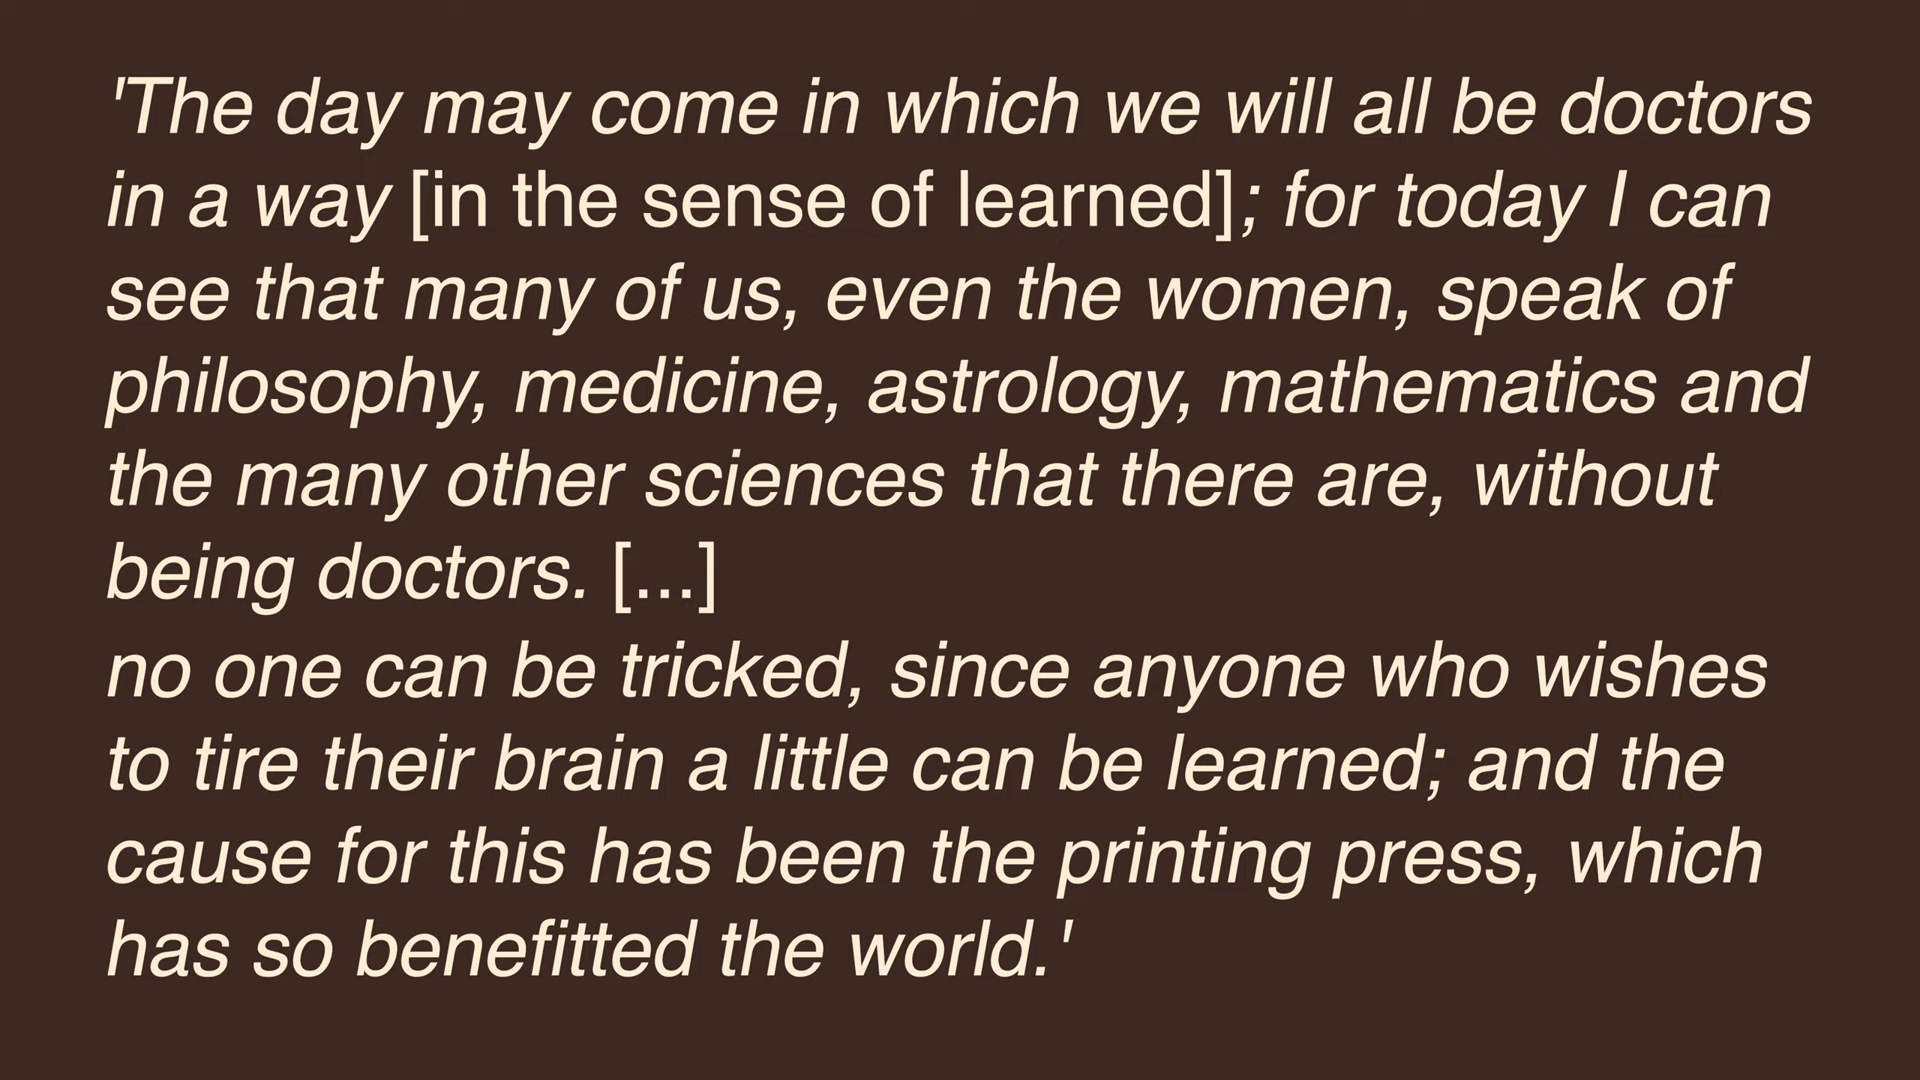 'The day may come in which we will all be doctors
in a way [in the sense of learned]; for today I can
see that many of us, even the women, speak of
philosophy, medicine, astrology, mathematics and
the many other sciences that there are, without
being doctors. [...]
no one can be tricked, since anyone who wishes
to tire their brain a little can be learned; and the
cause for this has been the printing press, which
has so benefitted the world.'